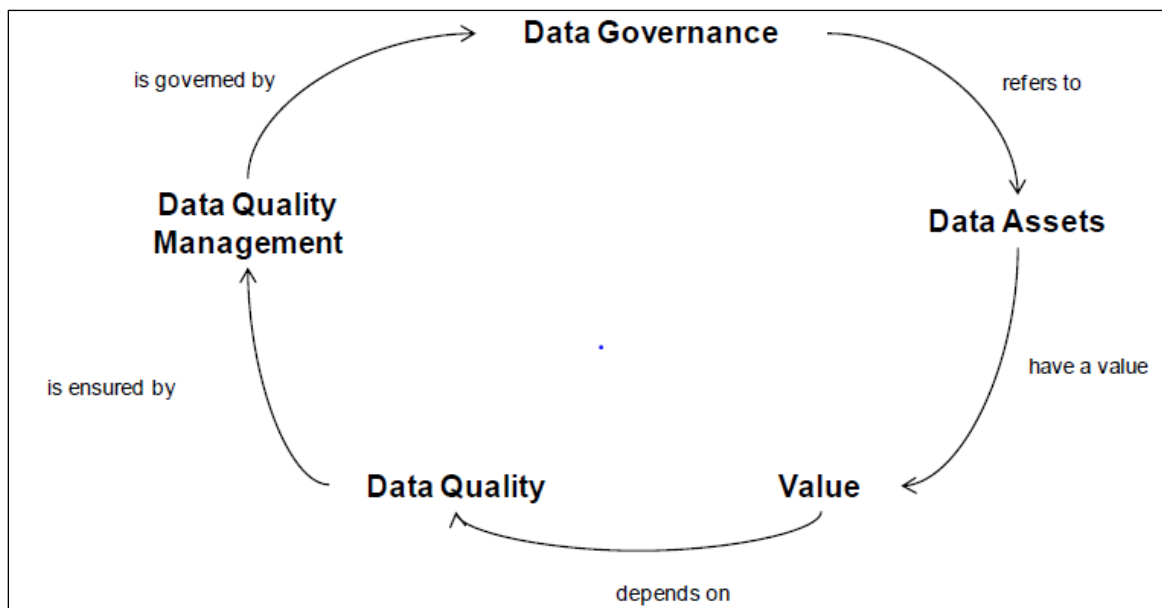 Data Governance
is governed by
refers to
Data Quality
Management
Data Assets
have a value
is ensured by
Data Quality
Value
depends on